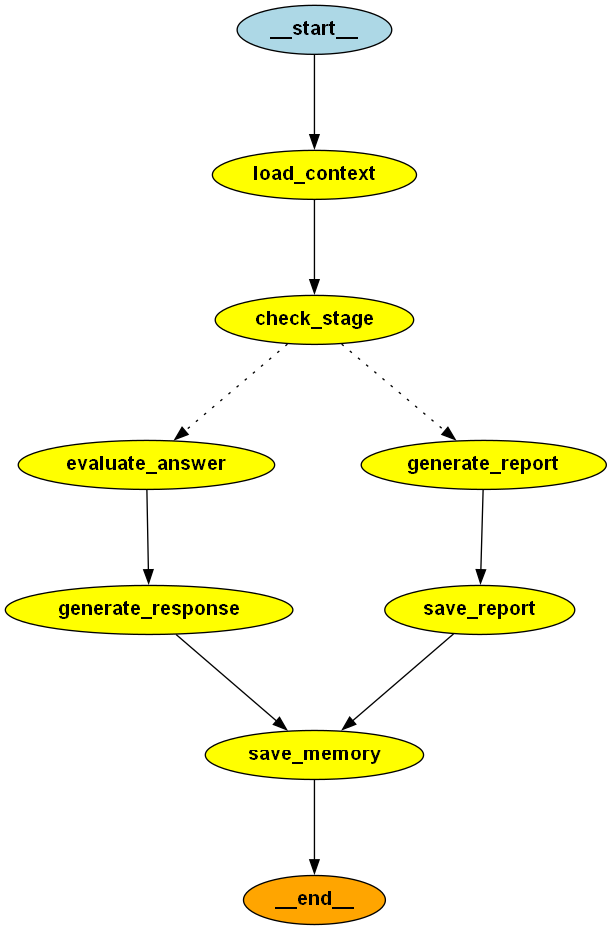 __start__
load_context
check_stage
evaluate_answer
generate_report
generate_response
save_report
save_memory
__end__